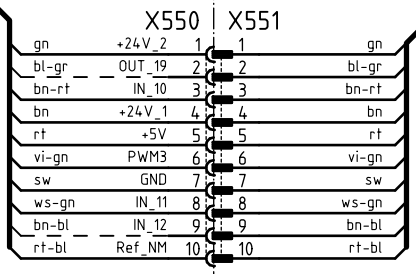 X550 X551
gn +24V_2 1 1 gn
bl-gr OUT_19 2 2 bl-gr
bn-rt IN_10 3 3 bn-rt
bn +24V_1 4 4 bn
rt +5V 5 5 rt
vi-gn PWM3 6 6 vi-gn
sw GND 7 7 sw
ws-gn IN_11 8 8 ws-gn
bn-bl IN_12 9 9 bn-bl
rt-bl Ref_NM 10 10 rt-bl